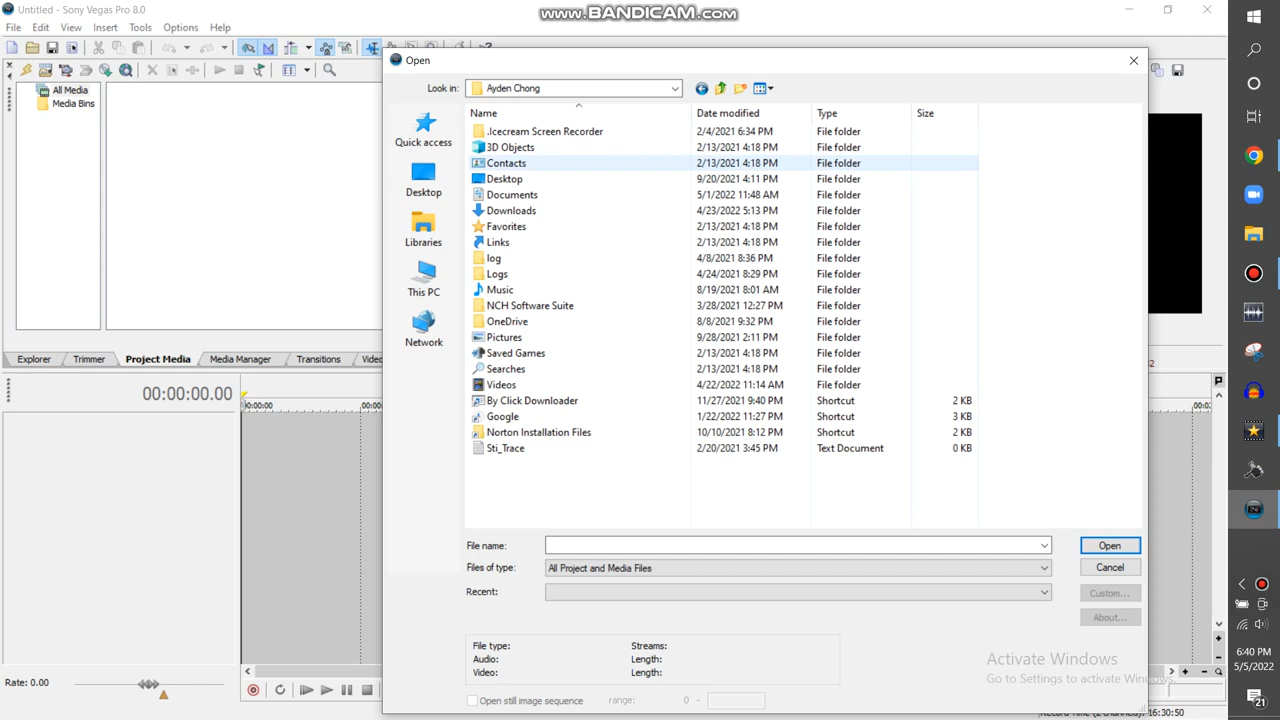 Untitled - Sony Vegas Pro 8.0
www.BANDICAM.com
File Edit View Insert Tools Options Help
Open
Look in: Ayden Chong
Name Date modified Type Size
.Icecream Screen Recorder 2/4/2021 6:34 PM File folder
3D Objects 2/13/2021 4:18 PM File folder
Contacts 2/13/2021 4:18 PM File folder
Desktop 9/20/2021 4:11 PM File folder
Documents 5/1/2022 11:48 AM File folder
Downloads 4/23/2022 5:13 PM File folder
Favorites 2/13/2021 4:18 PM File folder
Links 2/13/2021 4:18 PM File folder
log 4/8/2021 8:36 PM File folder
Logs 4/24/2021 8:29 PM File folder
Music 8/19/2021 8:01 AM File folder
NCH Software Suite 3/28/2021 12:27 PM File folder
OneDrive 8/8/2021 9:32 PM File folder
Pictures 9/28/2021 2:11 PM File folder
Saved Games 2/13/2021 4:18 PM File folder
Searches 2/13/2021 4:18 PM File folder
Videos 4/22/2022 11:14 AM File folder
By Click Downloader 11/27/2021 9:40 PM Shortcut 2 KB
Google 1/22/2022 11:27 PM Shortcut 3 KB
Norton Installation Files 10/10/2021 8:12 PM Shortcut 2 KB
Sti_Trace 2/20/2021 3:45 PM Text Document 0 KB
Quick access
Desktop
Libraries
This PC
Network
File name: Open
Files of type: All Project and Media Files Cancel
Recent: Custom...
About...
File type: Streams:
Audio: Length:
Video: Length:
Open still image sequence range: 0 -
All Media
Media Bins
Explorer Trimmer Project Media Media Manager Transitions Video
00:00:00.00
00:00:00
Rate: 0.00
Activate Windows
Go to Settings to activate Windows.
Record Time (2 Channels): 16:30:50
6:40 PM
5/5/2022
21